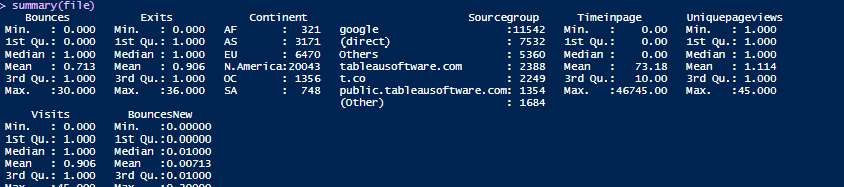 > summary(file)
Bounces Exits Continent Sourcegroup Timeinpage Uniquepageviews
Min. : 0.000 Min. : 0.000 AF : 321 google :11542 Min. : 0.00 Min. : 1.000
1st Qu.: 0.000 1st Qu.: 1.000 AS : 3171 (direct) : 7532 1st Qu.: 0.00 1st Qu.: 1.000
Median : 1.000 Median : 1.000 EU : 6470 Others : 5360 Median : 0.00 Median : 1.000
Mean : 0.713 Mean : 0.906 N.America:20043 tableausoftware.com : 2388 Mean : 73.18 Mean : 1.114
3rd Qu.: 1.000 3rd Qu.: 1.000 OC : 1356 t.co : 2249 3rd Qu.: 10.00 3rd Qu.: 1.000
Max. :30.000 Max. :36.000 SA : 748 public.tableausoftware.com: 1354 Max. :46745.00 Max. :45.000
(Other) : 1684
Visits BouncesNew
Min. : 0.000 Min. :0.00000
1st Qu.: 1.000 1st Qu.:0.00000
Median : 1.000 Median :0.01000
Mean : 0.906 Mean :0.00713
3rd Qu.: 1.000 3rd Qu.:0.01000
Max. :45.000 Max. :0.30000